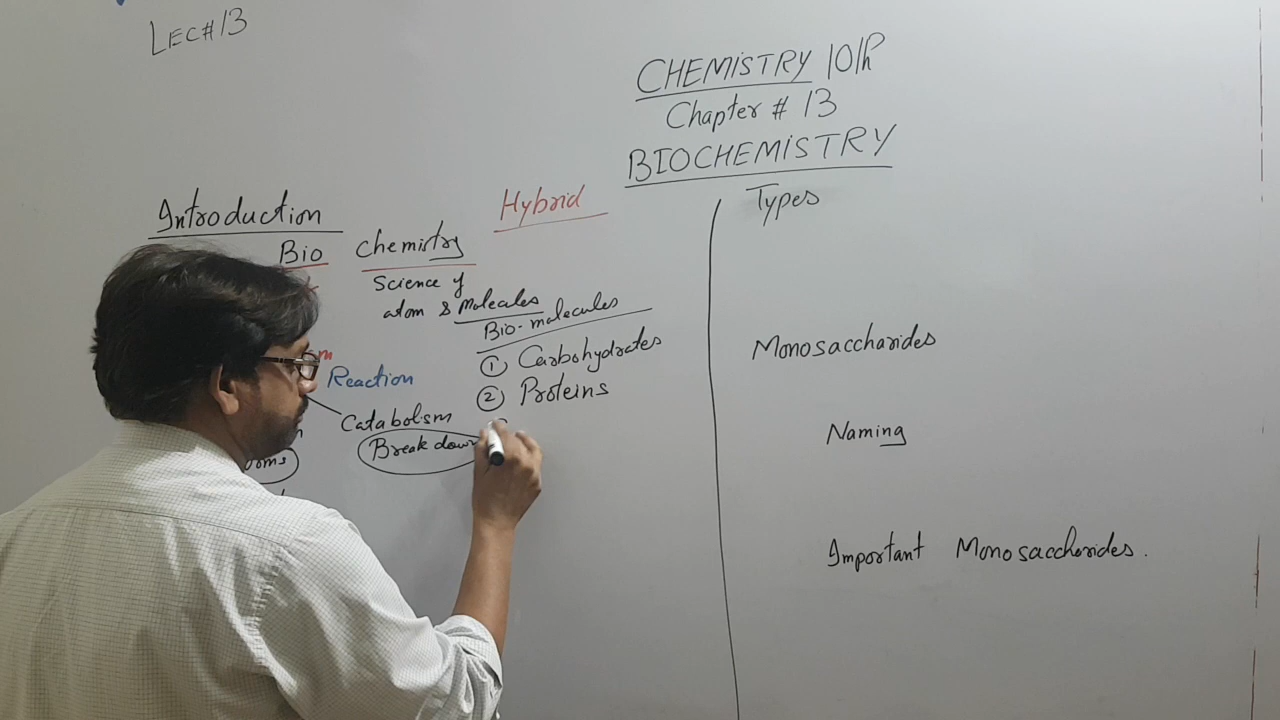 LEC#13
CHEMISTRY 10th
Chapter # 13
BIOCHEMISTRY
Introduction
Hybrid
Bio Chemistry
Science of
atom & Molecules
Bio-molecules
① Carbohydrates
② Proteins
Reaction
Catabolism
Break down
Types
Monosaccharides
Naming
Important Monosaccharides.